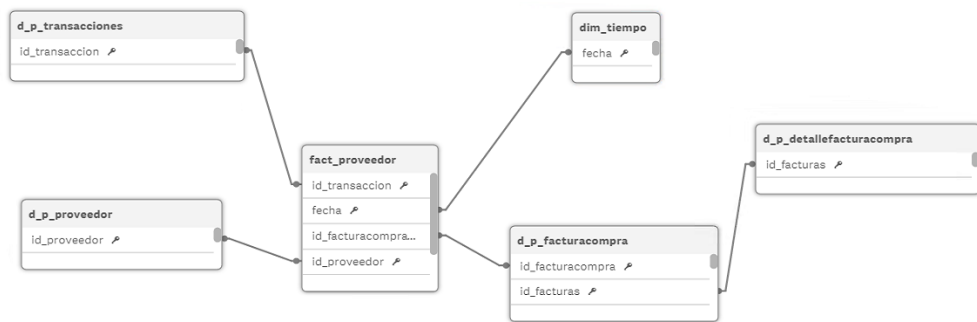 d_p_transacciones
id_transaccion
dim_tiempo
fecha
d_p_detallefacturacompra
id_facturas
fact_proveedor
id_transaccion
fecha
id_facturacompra...
id_proveedor
d_p_proveedor
id_proveedor
d_p_facturacompra
id_facturacompra
id_facturas